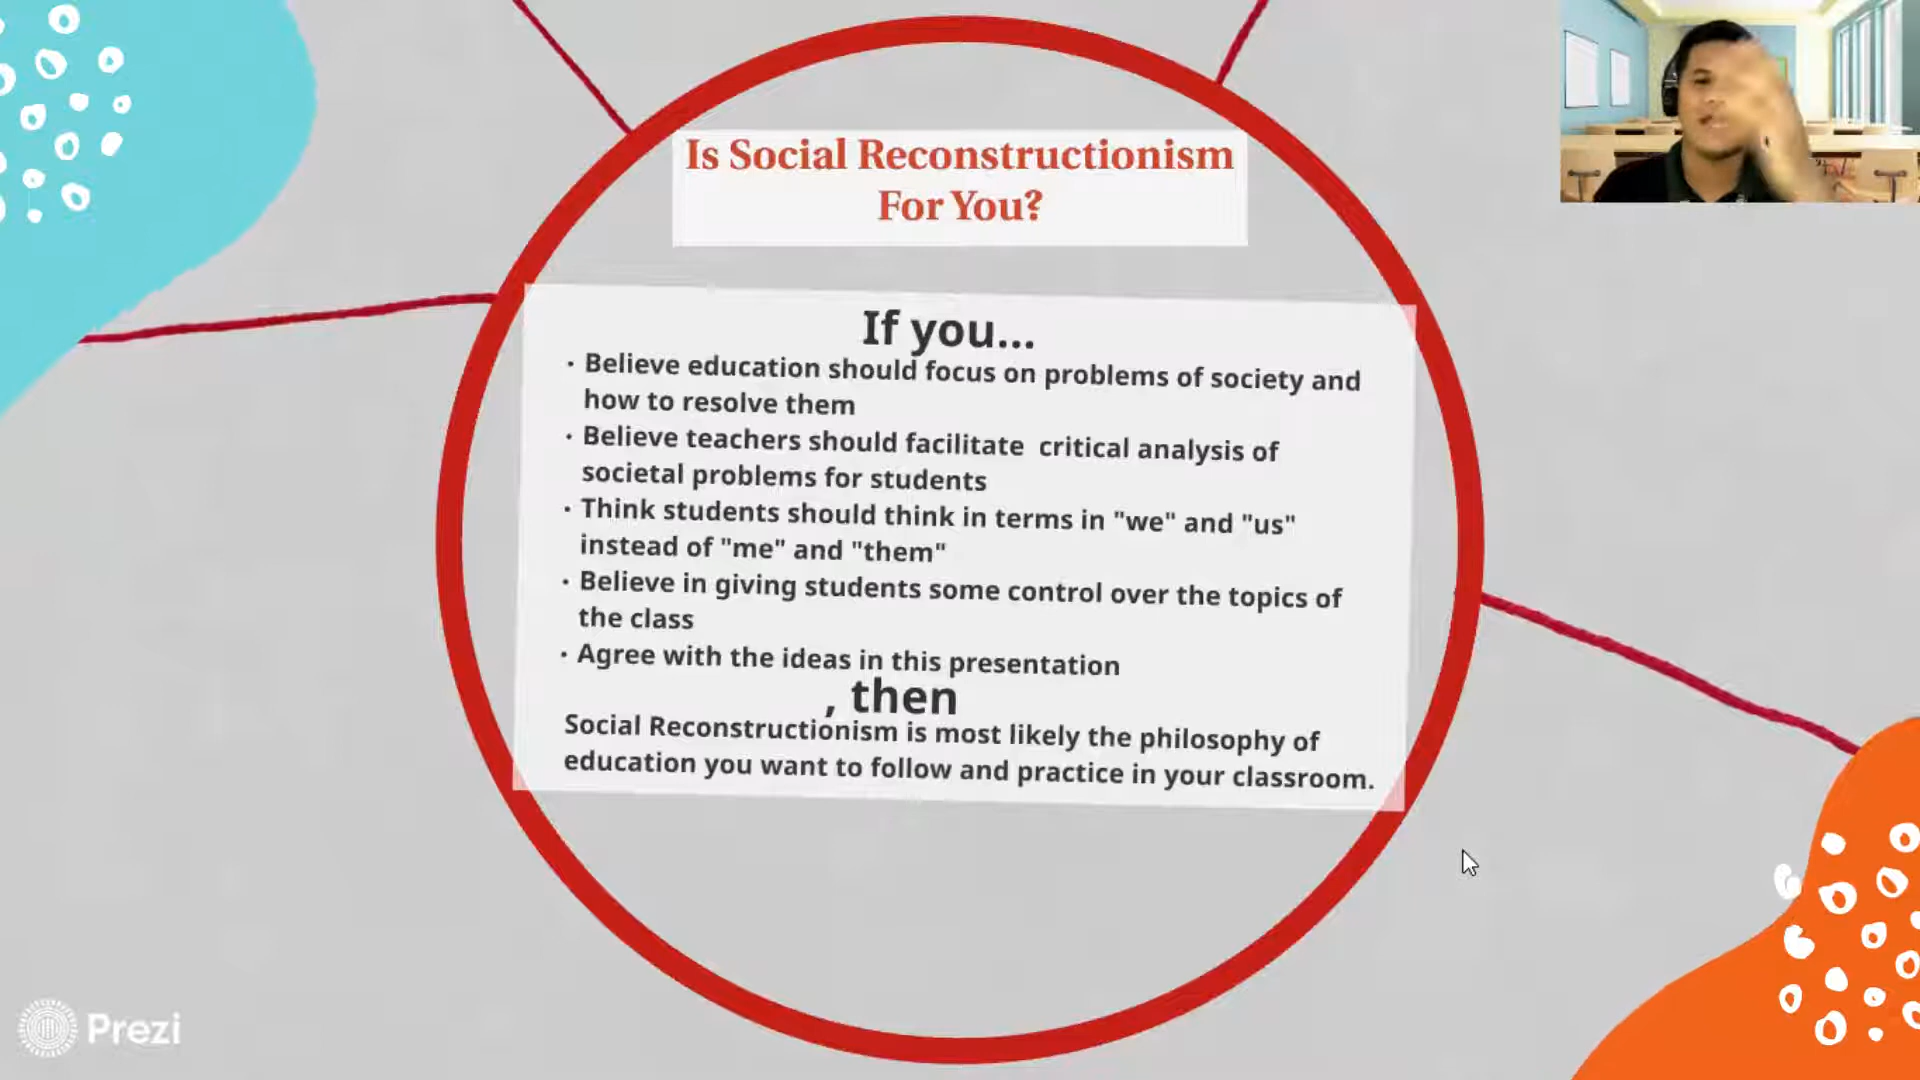 Is Social Reconstructionism
For You?
If you...
· Believe education should focus on problems of society and
how to resolve them
· Believe teachers should facilitate critical analysis of
societal problems for students
· Think students should think in terms in "we" and "us"
instead of "me" and "them"
· Believe in giving students some control over the topics of
the class
· Agree with the ideas in this presentation
, then
Social Reconstructionism is most likely the philosophy of
education you want to follow and practice in your classroom.
Prezi